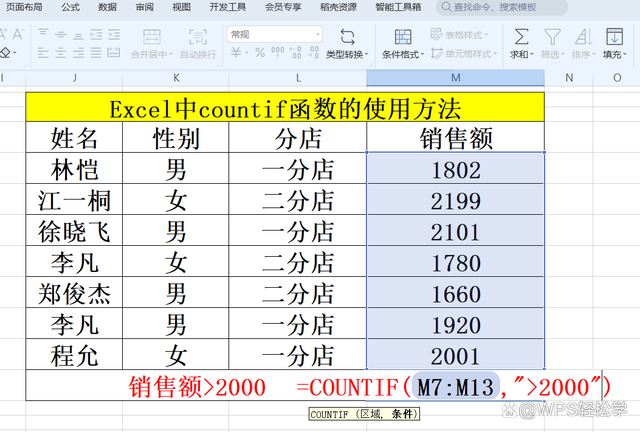 页面布局 公式 数据 审阅 视图 开发工具 会员专享 稻壳资源 智能工具箱 查找命令、搜索模板
合并居中 自动换行 常规 类型转换 条件格式 表格样式 单元格样式 求和 筛选 排序 填充
J K L M N O
Excel中countif函数的使用方法
姓名 性别 分店 销售额
林恺 男 一分店 1802
江一桐 女 二分店 2199
徐晓飞 男 一分店 2101
李凡 女 二分店 1780
郑俊杰 男 二分店 1660
李凡 男 一分店 1920
程允 女 一分店 2001
销售额>2000 =COUNTIF(M7:M13,">2000")
COUNTIF (区域, 条件)
@WPS轻松学